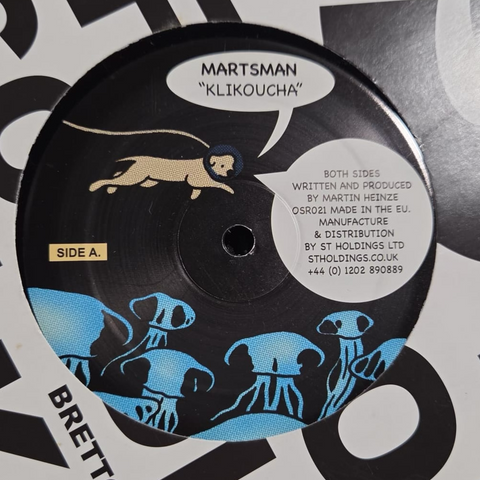 MARTSMAN
"KLIKOUCHA"
BOTH SIDES
WRITTEN AND PRODUCED
BY MARTIN HEINZE
OSR021 MADE IN THE EU.
MANUFACTURE
& DISTRIBUTION
BY ST HOLDINGS LTD
STHOLDINGS.CO.UK
+44 (0) 1202 890889
SIDE A.